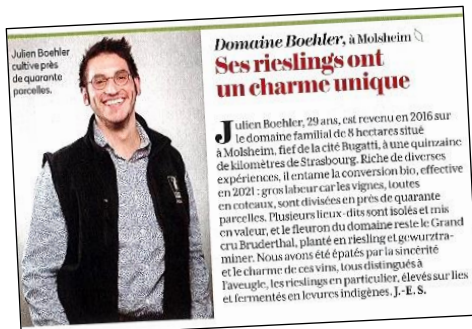 Julien Boehler
cultive près
de quarante
parcelles.
Domaine Boehler, à Molsheim
Ses rieslings ont
un charme unique
Julien Boehler, 29 ans, est revenu en 2016 sur
le domaine familial de 8 hectares situé
à Molsheim, fief de la cité Bugatti, à une quinzaine
de kilomètres de Strasbourg. Riche de diverses
expériences, il entame la conversion bio, effective
en 2021 : gros labeur car les vignes, toutes
en coteaux, sont divisées en près de quarante
parcelles. Plusieurs lieux-dits sont isolés et mis
en valeur, et le fleuron du domaine reste le Grand
cru Bruderthal, planté en riesling et gewurztra-
miner. Nous avons été épatés par la sincérité
et le charme de ces vins, tous distingués à
l'aveugle, les rieslings en particulier, élevés sur lies
et fermentés en levures indigènes. J.-E. S.